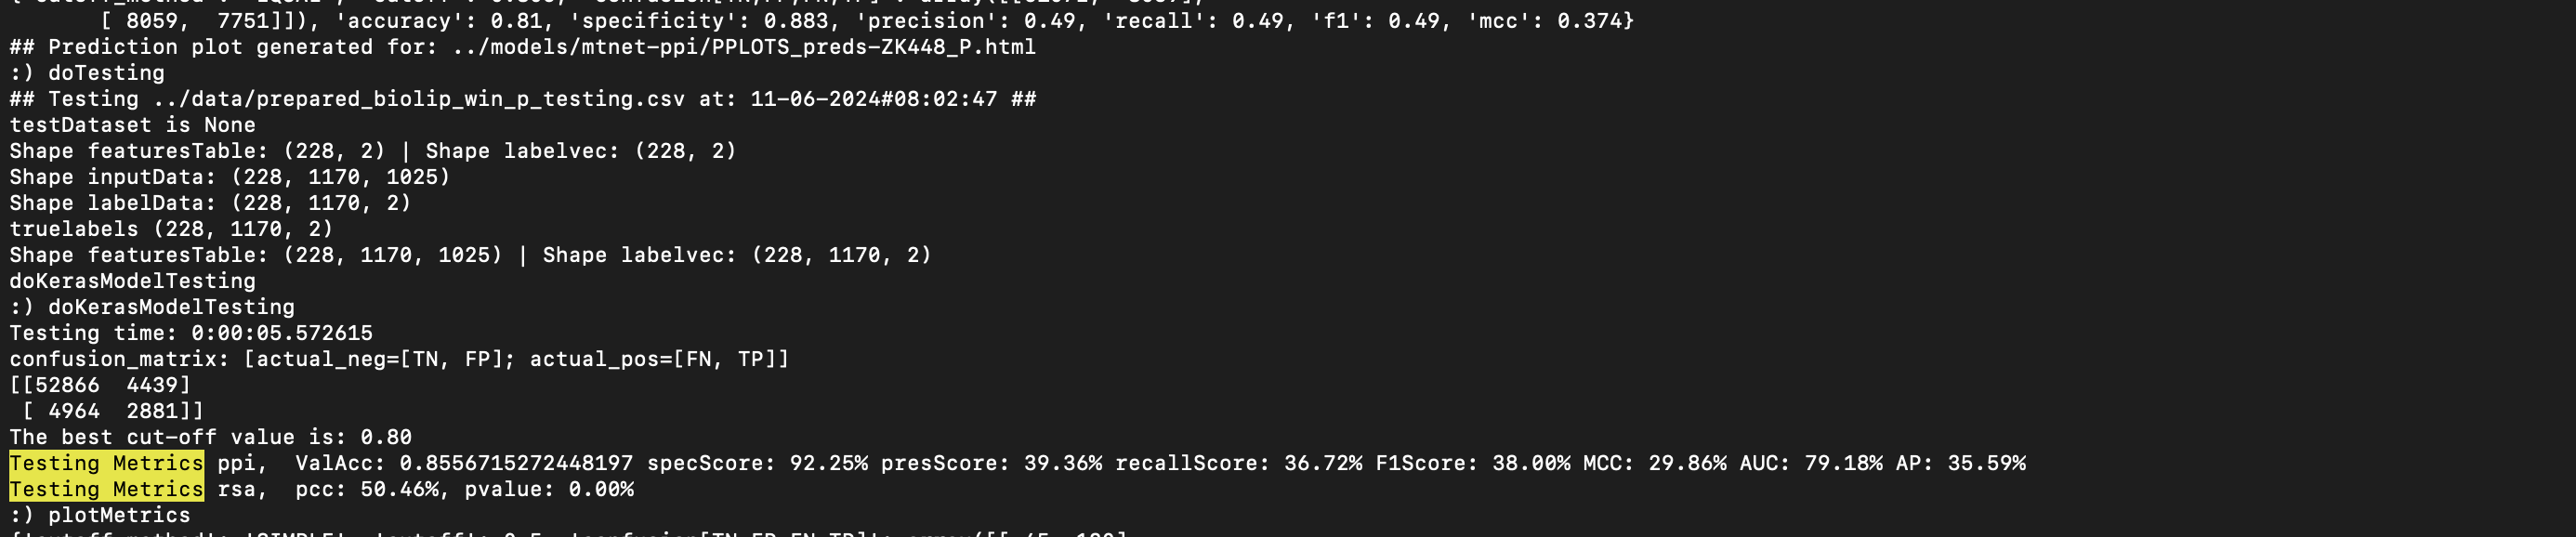 [ 8059,  7751]]), 'accuracy': 0.81, 'specificity': 0.883, 'precision': 0.49, 'recall': 0.49, 'f1': 0.49, 'mcc': 0.374}
## Prediction plot generated for: ../models/mtnet-ppi/PPLOTS_preds-ZK448_P.html
:) doTesting
## Testing ../data/prepared_biolip_win_p_testing.csv at: 11-06-2024#08:02:47 ##
testDataset is None
Shape featuresTable: (228, 2) | Shape labelvec: (228, 2)
Shape inputData: (228, 1170, 1025)
Shape labelData: (228, 1170, 2)
truelabels (228, 1170, 2)
Shape featuresTable: (228, 1170, 1025) | Shape labelvec: (228, 1170, 2)
doKerasModelTesting
:) doKerasModelTesting
Testing time: 0:00:05.572615
confusion_matrix: [actual_neg=[TN, FP]; actual_pos=[FN, TP]]
[[52866  4439]
 [ 4964  2881]]
The best cut-off value is: 0.80
Testing Metrics ppi,  ValAcc: 0.8556715272448197 specScore: 92.25% presScore: 39.36% recallScore: 36.72% F1Score: 38.00% MCC: 29.86% AUC: 79.18% AP: 35.59%
Testing Metrics rsa,  pcc: 50.46%, pvalue: 0.00%
:) plotMetrics